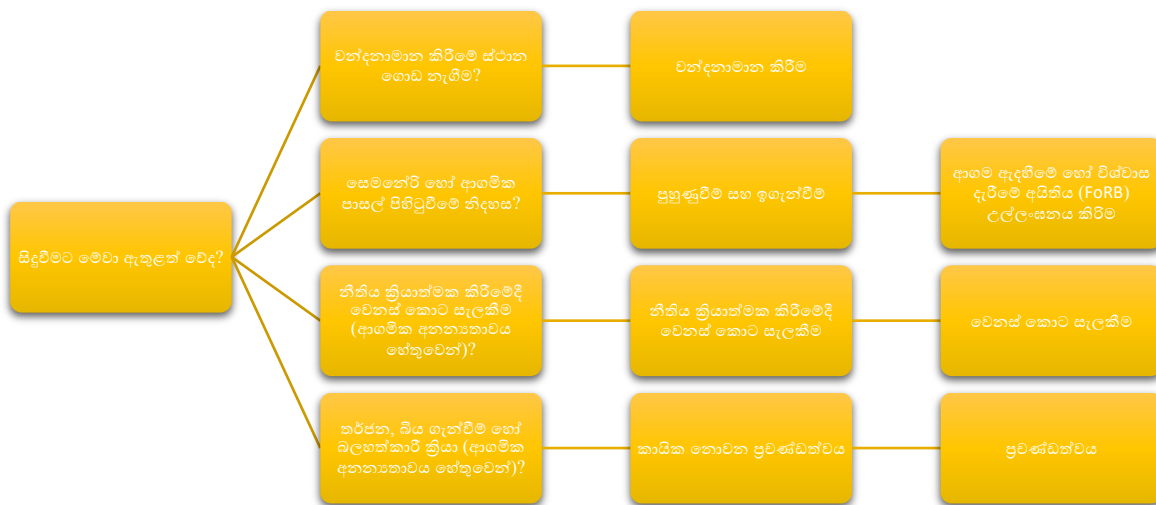 වන්දනාමාන කිරීමේ ස්ථාන
ගොඩ නැගීම?
වන්දනාමාන කිරීම
සෙමනේරි හෝ ආගමික
පාසල් පිහිටුවීමේ නිදහස?
පුහුණුවීම් සහ ඉගැන්වීම්
ආගම ඇදහීමේ හෝ විශ්වාස
දැරීමේ අයිතිය (FoRB)
උල්ලංඝනය කිරිම
සිදුවීමට මේවා ඇතුළත් වේද?
නීතිය ක්‍රියාත්මක කිරීමේදී
වෙනස් කොට සැලකීම
(ආගමික අනන්‍යතාවය
හේතුවෙන්)?
නීතිය ක්‍රියාත්මක කිරීමේදී
වෙනස් කොට සැලකීම
වෙනස් කොට සැලකීම
තර්ජන, බිය ගැන්වීම් හෝ
බලහත්කාරී ක්‍රියා (ආගමික
අනන්‍යතාවය හේතුවෙන්)?
කායික නොවන ප්‍රචණ්ඩත්වය
ප්‍රචණ්ඩත්වය